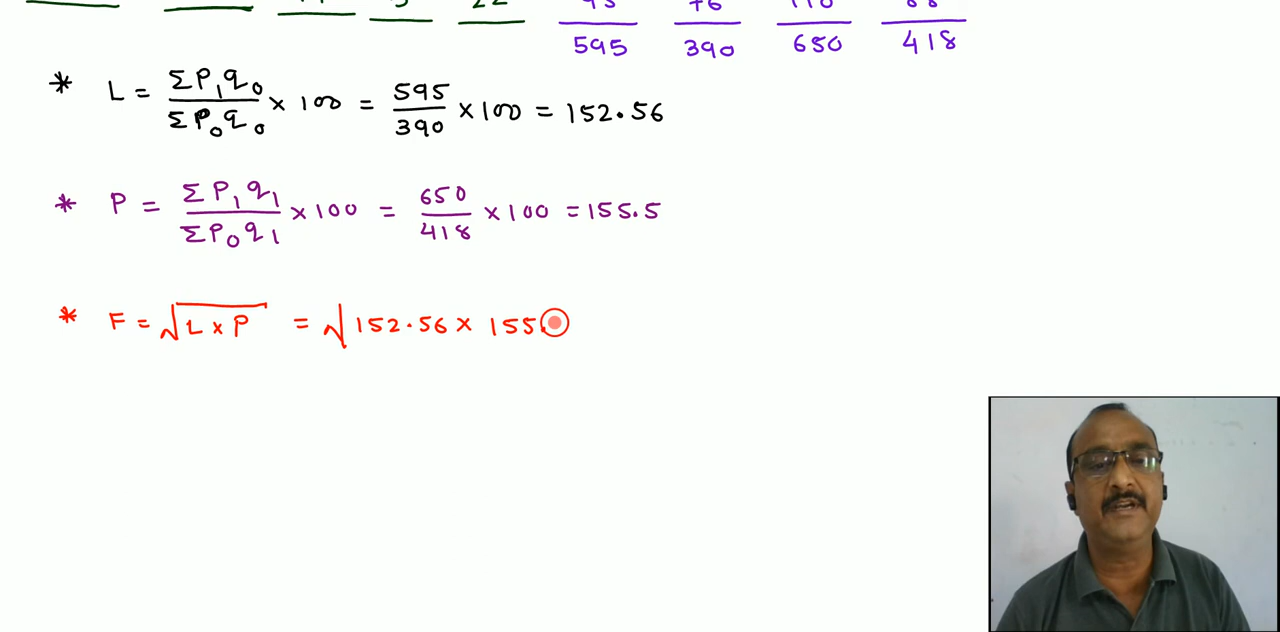 595 390 650 418
* L = ΣP₁q₀ / ΣP₀q₀ × 100 = 595 / 390 × 100 = 152.56
* P = ΣP₁q₁ / ΣP₀q₁ × 100 = 650 / 418 × 100 = 155.5
* F = √L × P = √152.56 × 155.